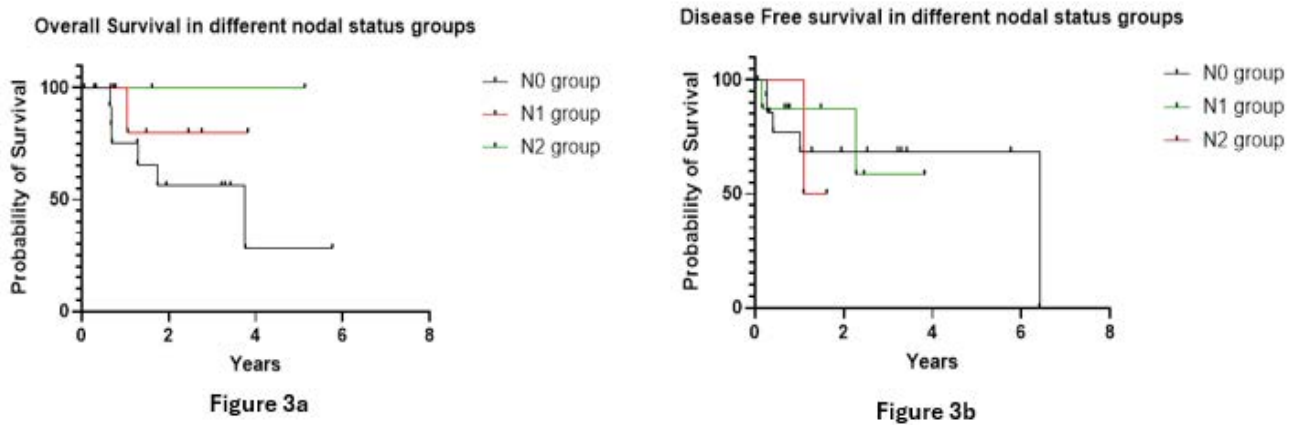 Overall Survival in different nodal status groups
Probability of Survival
100
50
0
0 2 4 6 8
Years
N0 group
N1 group
N2 group
Figure 3a
Disease Free survival in different nodal status groups
Probability of Survival
100
50
0
0 2 4 6 8
Years
N0 group
N1 group
N2 group
Figure 3b